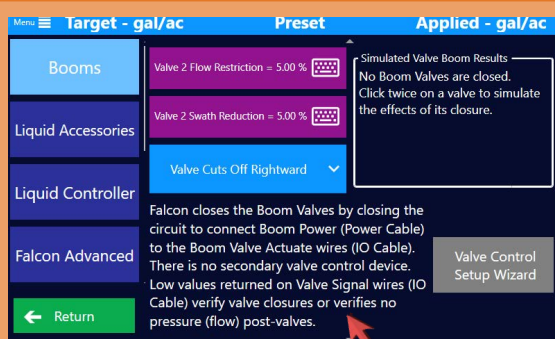 Menu Target - gal/ac Preset Applied - gal/ac
Booms
Liquid Accessories
Liquid Controller
Falcon Advanced
Return
Valve 2 Flow Restriction = 5.00 %
Valve 2 Swath Reduction = 5.00 %
Valve Cuts Off Rightward
Falcon closes the Boom Valves by closing the
circuit to connect Boom Power (Power Cable)
to the Boom Valve Actuate wires (IO Cable).
There is no secondary valve control device.
Low values returned on Valve Signal wires (IO
Cable) verify valve closures or verifies no
pressure (flow) post-valves.
Simulated Valve Boom Results
No Boom Valves are closed.
Click twice on a valve to simulate
the effects of its closure.
Valve Control
Setup Wizard